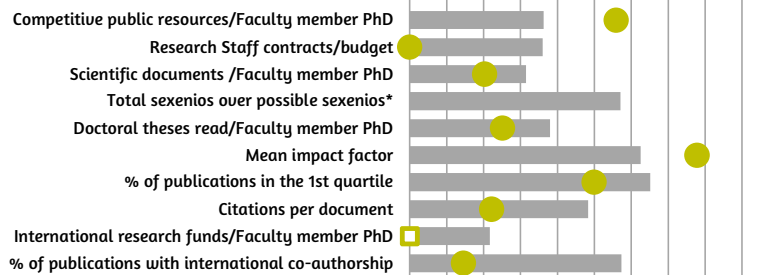 Competitive public resources/Faculty member PhD
Research Staff contracts/budget
Scientific documents /Faculty member PhD
Total sexenios over possible sexenios*
Doctoral theses read/Faculty member PhD
Mean impact factor
% of publications in the 1st quartile
Citations per document
International research funds/Faculty member PhD
% of publications with international co-authorship